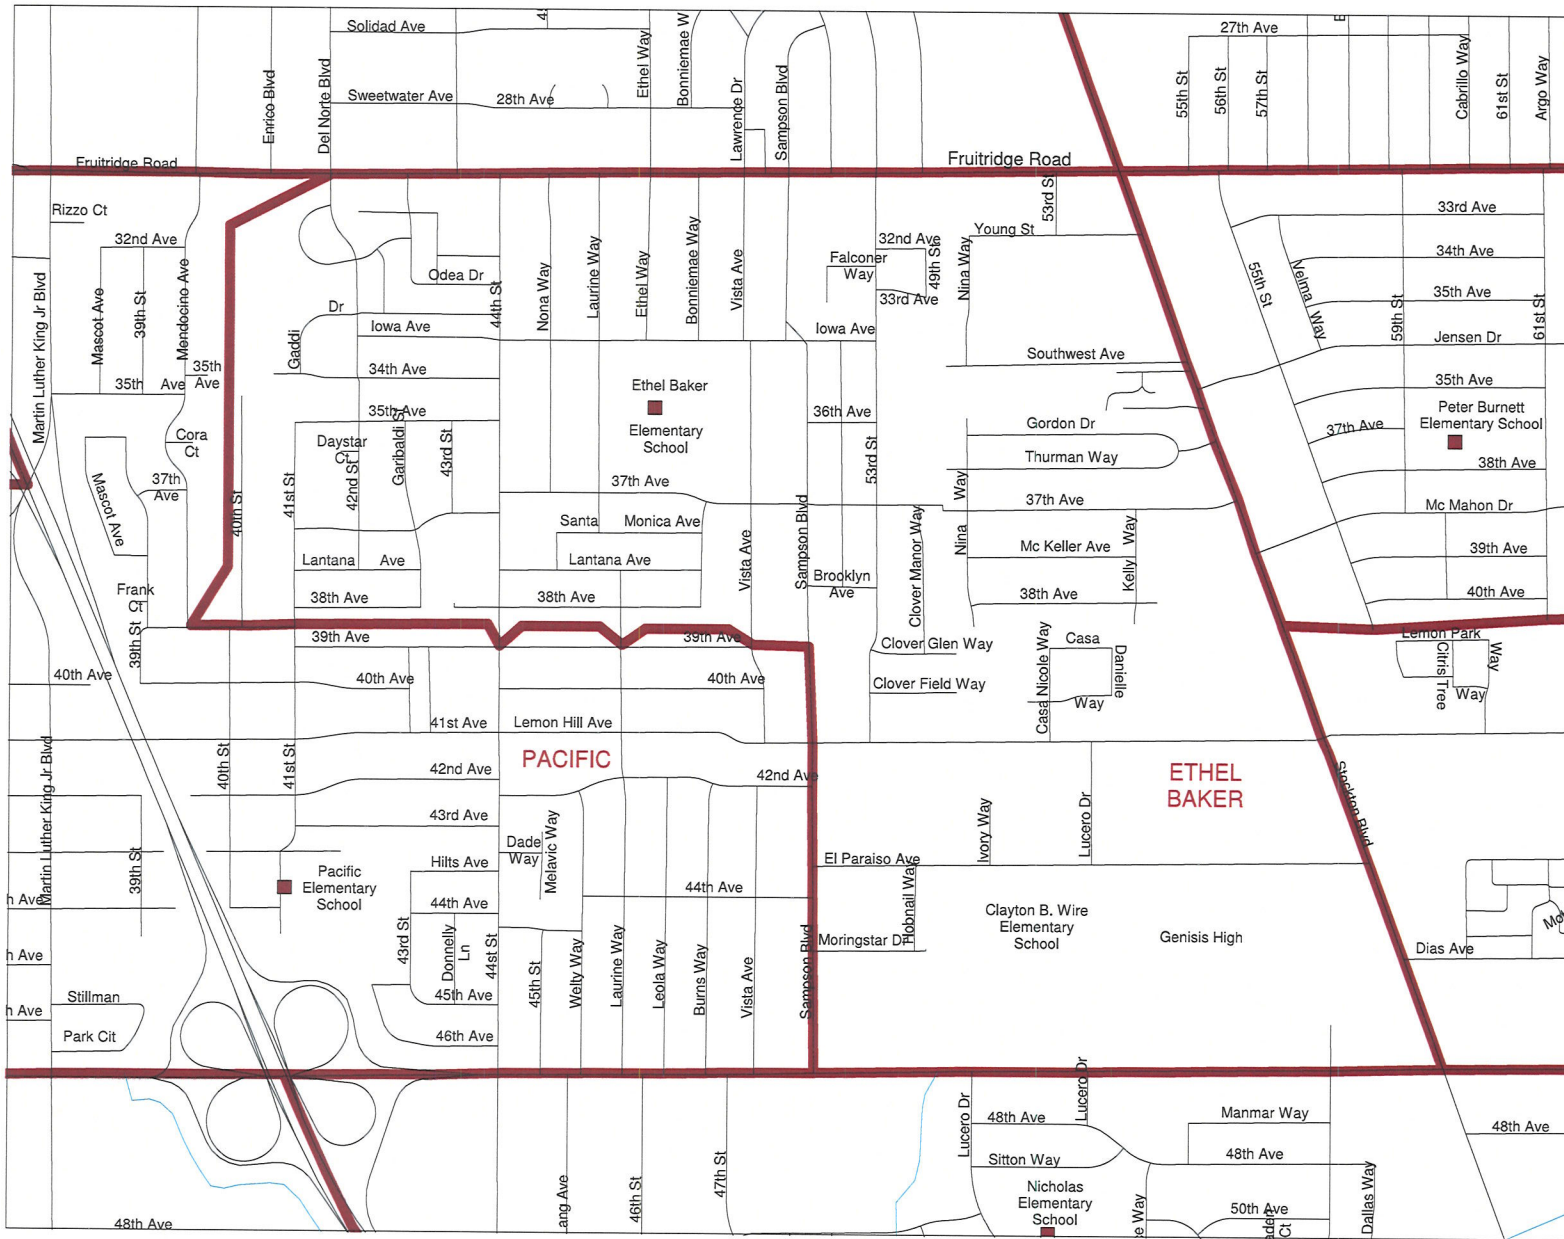 Solidad Ave
Ethel Way
Bonniemae W
27th Ave
Enrico Blvd
Del Norte Blvd
Sweetwater Ave
28th Ave
Lawrence Dr
Sampson Blvd
55th St
56th St
57th St
Cabrillo Way
61st St
Argo Way
Fruitridge Road
Fruitridge Road
Rizzo Ct
32nd Ave
Mascot Ave
39th St
Mendocino Ave
Martin Luther King Jr Blvd
35th Ave
35th
Ave
Cora
Ct
Mascot Ave
37th
Ave
Frank
Ct
39th St
40th St
Odea Dr
Dr
Gaddi
Iowa Ave
34th Ave
44th St
Nona Way
Laurine Way
Ethel Way
Bonniemae Way
Vista Ave
35th Ave
Daystar
Ct
41st St
42nd St
Garibaldi St
43rd St
Ethel Baker
Elementary
School
37th Ave
Santa Monica Ave
Lantana Ave
Lantana Ave
38th Ave
38th Ave
Vista Ave
Sampson Blvd
32nd Ave
Falconer
Way
33rd Ave
49th St
Iowa Ave
36th Ave
53rd St
Brooklyn
Ave
Nina Way
53rd St
Young St
Southwest Ave
Gordon Dr
Thurman Way
37th Ave
Nina Way
Clover Manor Way
Mc Keller Ave
Kelly Way
38th Ave
33rd Ave
34th Ave
55th St
Velma Way
35th Ave
59th St
61st St
Jensen Dr
35th Ave
Peter Burnett
Elementary School
37th Ave
38th Ave
Mc Mahon Dr
39th Ave
40th Ave
39th Ave
39th Ave
40th Ave
40th Ave
40th Ave
Clover Glen Way
Clover Field Way
Casa Nicole Way
Casa
Danielle
Way
Lemon Park
Way
Citris Tree
Way
41st Ave
Lemon Hill Ave
PACIFIC
ETHEL
BAKER
Stockton Blvd
Martin Luther King Jr Blvd
40th St
41st St
42nd Ave
42nd Ave
43rd Ave
39th St
Dade
Way
Melavic Way
Hilts Ave
Pacific
Elementary
School
44th Ave
44th Ave
h Ave
h Ave
h Ave
43rd St
Donnelly
Ln
44st St
45th St
Welty Way
Laurine Way
Leola Way
Burns Way
Vista Ave
Sampson Blvd
45th Ave
46th Ave
Stillman
Park Cit
El Paraiso Ave
Hobnail Way
Ivory Way
Lucero Dr
Moringstar Dr
Clayton B. Wire
Elementary
School
Genisis High
Dias Ave
48th Ave
ang Ave
46th St
47th St
Lucero Dr
48th Ave
Lucero Dr
Sitton Way
Nicholas
Elementary
School
Manmar Way
48th Ave
50th Ave
Ct
Dallas Way
48th Ave